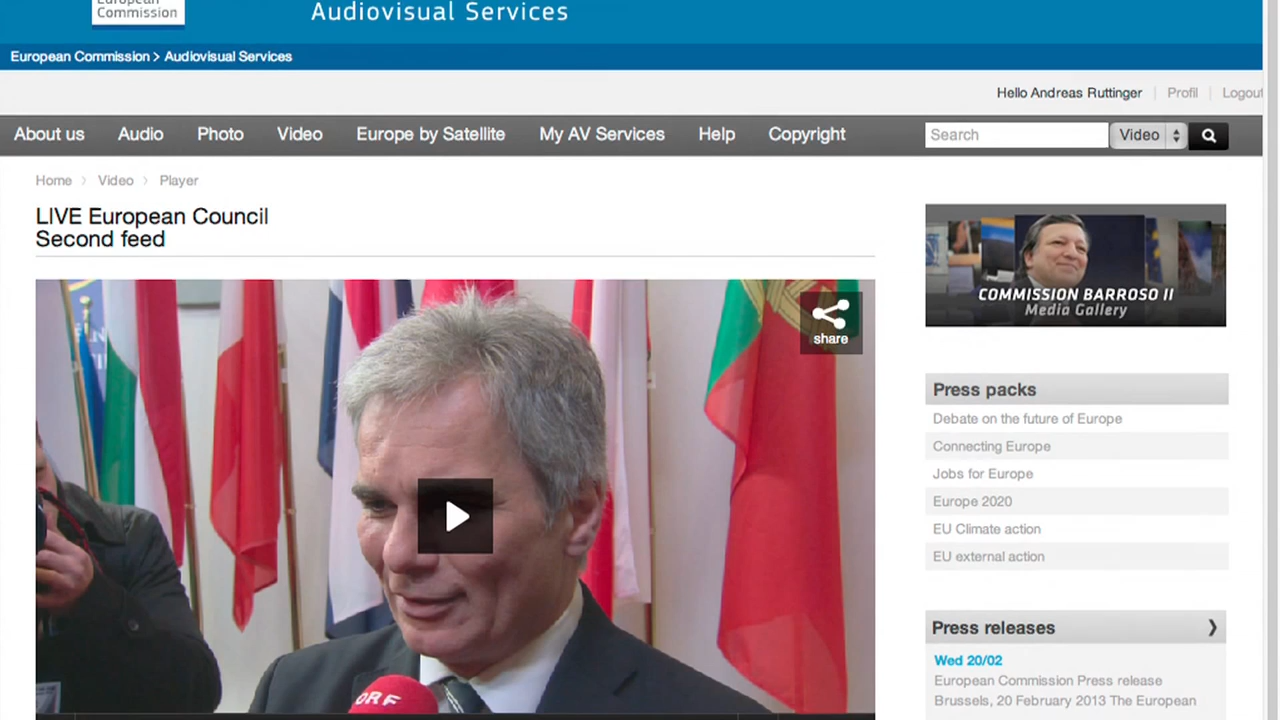 European
Commission
Audiovisual Services
European Commission > Audiovisual Services
Hello Andreas Ruttinger | Profil | Logout
About us Audio Photo Video Europe by Satellite My AV Services Help Copyright
Search Video
Home > Video > Player
LIVE European Council
Second feed
share
COMMISSION BARROSO II
Media Gallery
Press packs
Debate on the future of Europe
Connecting Europe
Jobs for Europe
Europe 2020
EU Climate action
EU external action
ORF
Press releases
Wed 20/02
European Commission Press release
Brussels, 20 February 2013 The European